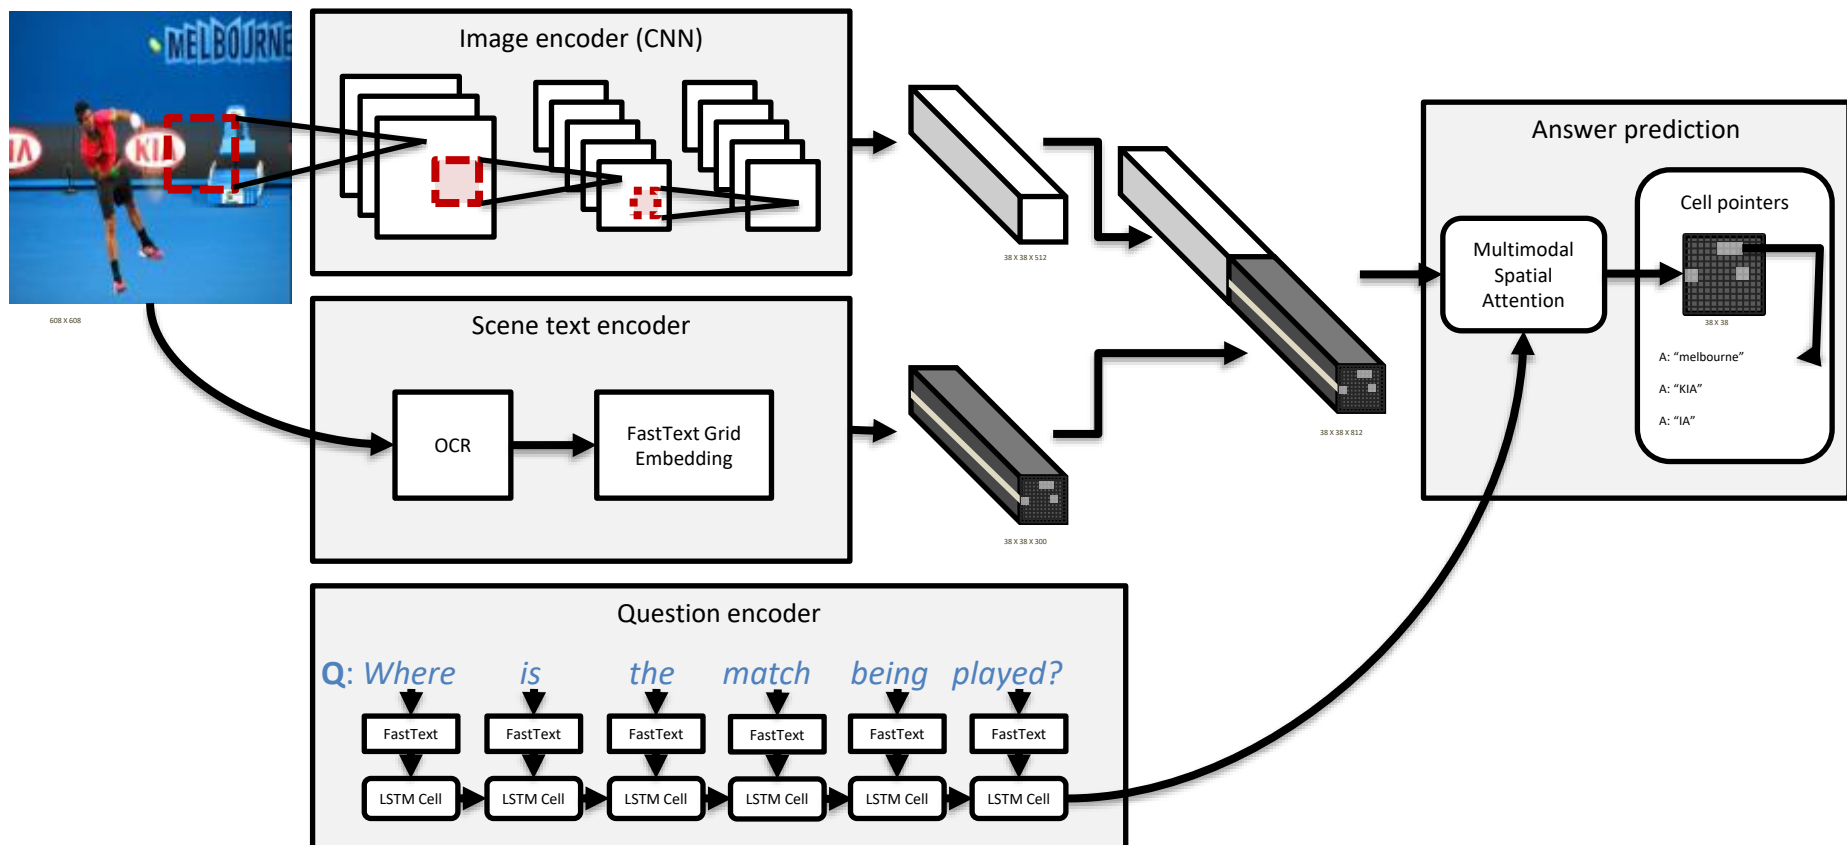 MELBOURNE
IA
KIA
A
608 X 608
Image encoder (CNN)
38 X 38 X 512
Scene text encoder
OCR
FastText Grid
Embedding
38 X 38 X 300
38 X 38 X 812
Question encoder
Q: Where is the match being played?
FastText FastText FastText FastText FastText FastText
LSTM Cell LSTM Cell LSTM Cell LSTM Cell LSTM Cell LSTM Cell
Answer prediction
Multimodal
Spatial
Attention
Cell pointers
38 X 38
A: “melbourne”
A: “KIA”
A: “IA”